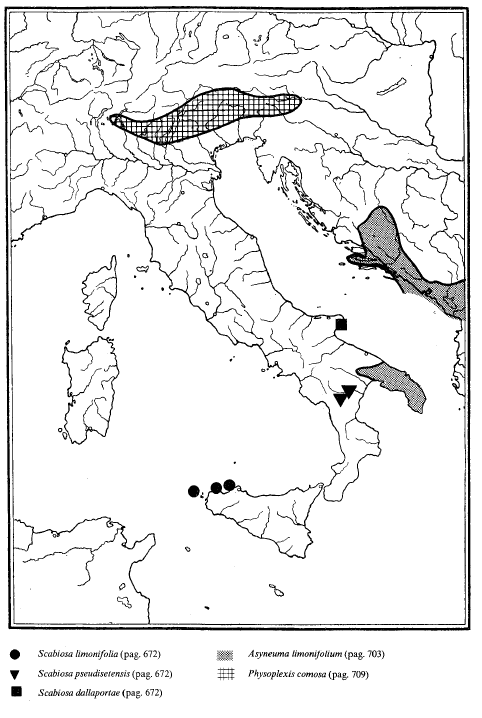 Scabiosa limonifolia (pag. 672)
Scabiosa pseudisetensis (pag. 672)
Scabiosa dallaportae (pag. 672)
Asyneuma limonifolium (pag. 703)
Physoplexis comosa (pag. 709)